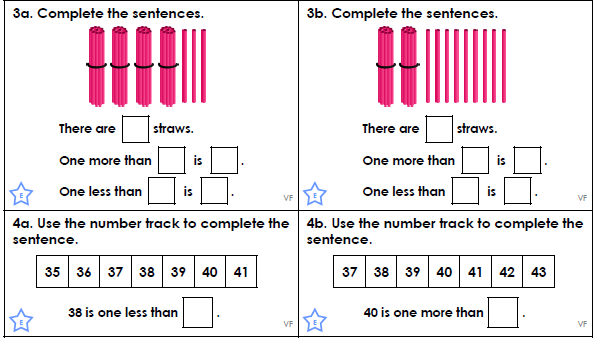 3a. Complete the sentences.
There are straws.
One more than is .
One less than is .
E
VF
3b. Complete the sentences.
There are straws.
One more than is .
One less than is .
E
VF
4a. Use the number track to complete the
sentence.
35 36 37 38 39 40 41
38 is one less than .
E
VF
4b. Use the number track to complete the
sentence.
37 38 39 40 41 42 43
40 is one more than .
E
VF